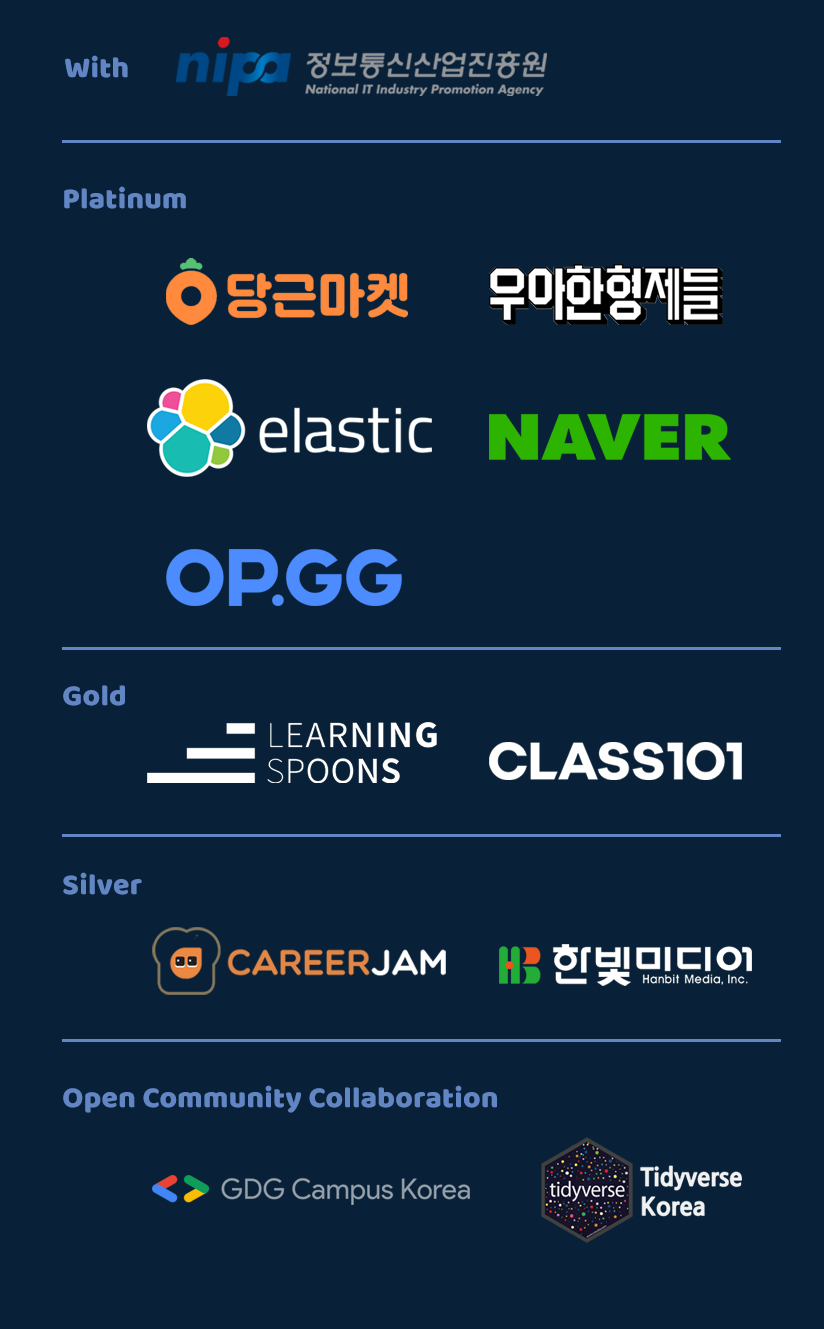 With
nipa 정보통신산업진흥원
National IT Industry Promotion Agency
Platinum
당근마켓
우아한형제들
elastic
NAVER
OP.GG
Gold
LEARNING
SPOONS
CLASS101
Silver
CAREERJAM
한빛미디어
Hanbit Media, Inc.
Open Community Collaboration
GDG Campus Korea
tidyverse
Tidyverse
Korea